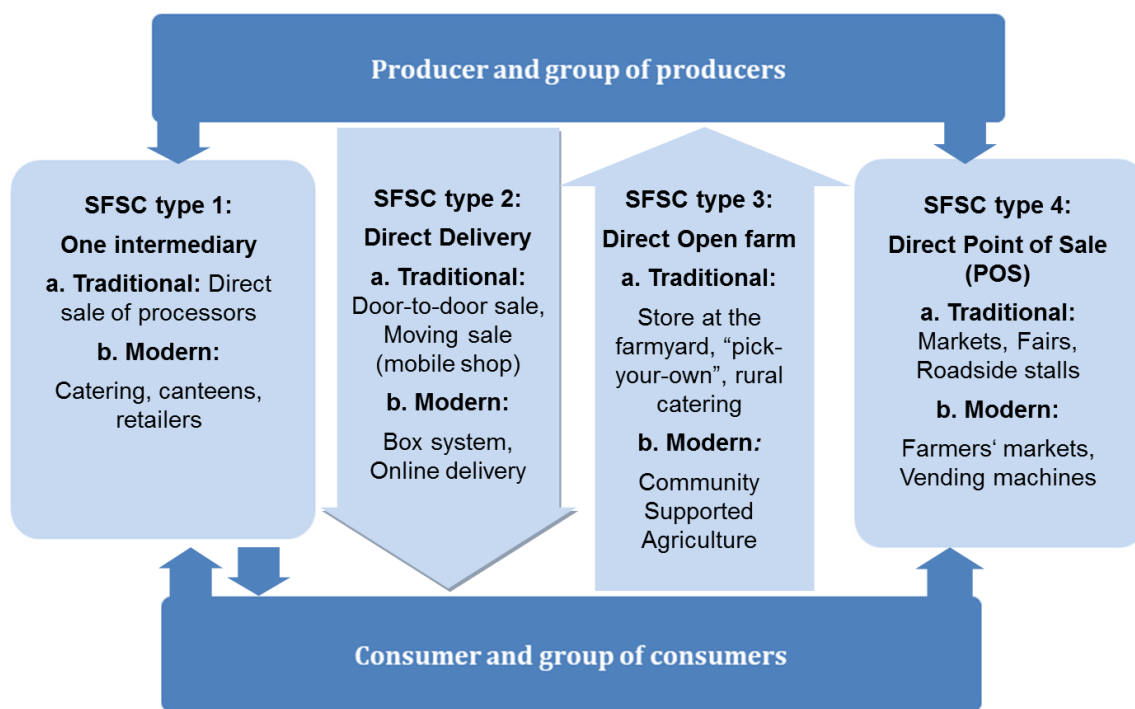 Producer and group of producers
SFSC type 1:
One intermediary
a. Traditional: Direct
sale of processors
b. Modern:
Catering, canteens,
retailers
SFSC type 2:
Direct Delivery
a. Traditional:
Door-to-door sale,
Moving sale
(mobile shop)
b. Modern:
Box system,
Online delivery
SFSC type 3:
Direct Open farm
a. Traditional:
Store at the
farmyard, “pick-
your-own”, rural
catering
b. Modern:
Community
Supported
Agriculture
SFSC type 4:
Direct Point of Sale
(POS)
a. Traditional:
Markets, Fairs,
Roadside stalls
b. Modern:
Farmers‘ markets,
Vending machines
Consumer and group of consumers